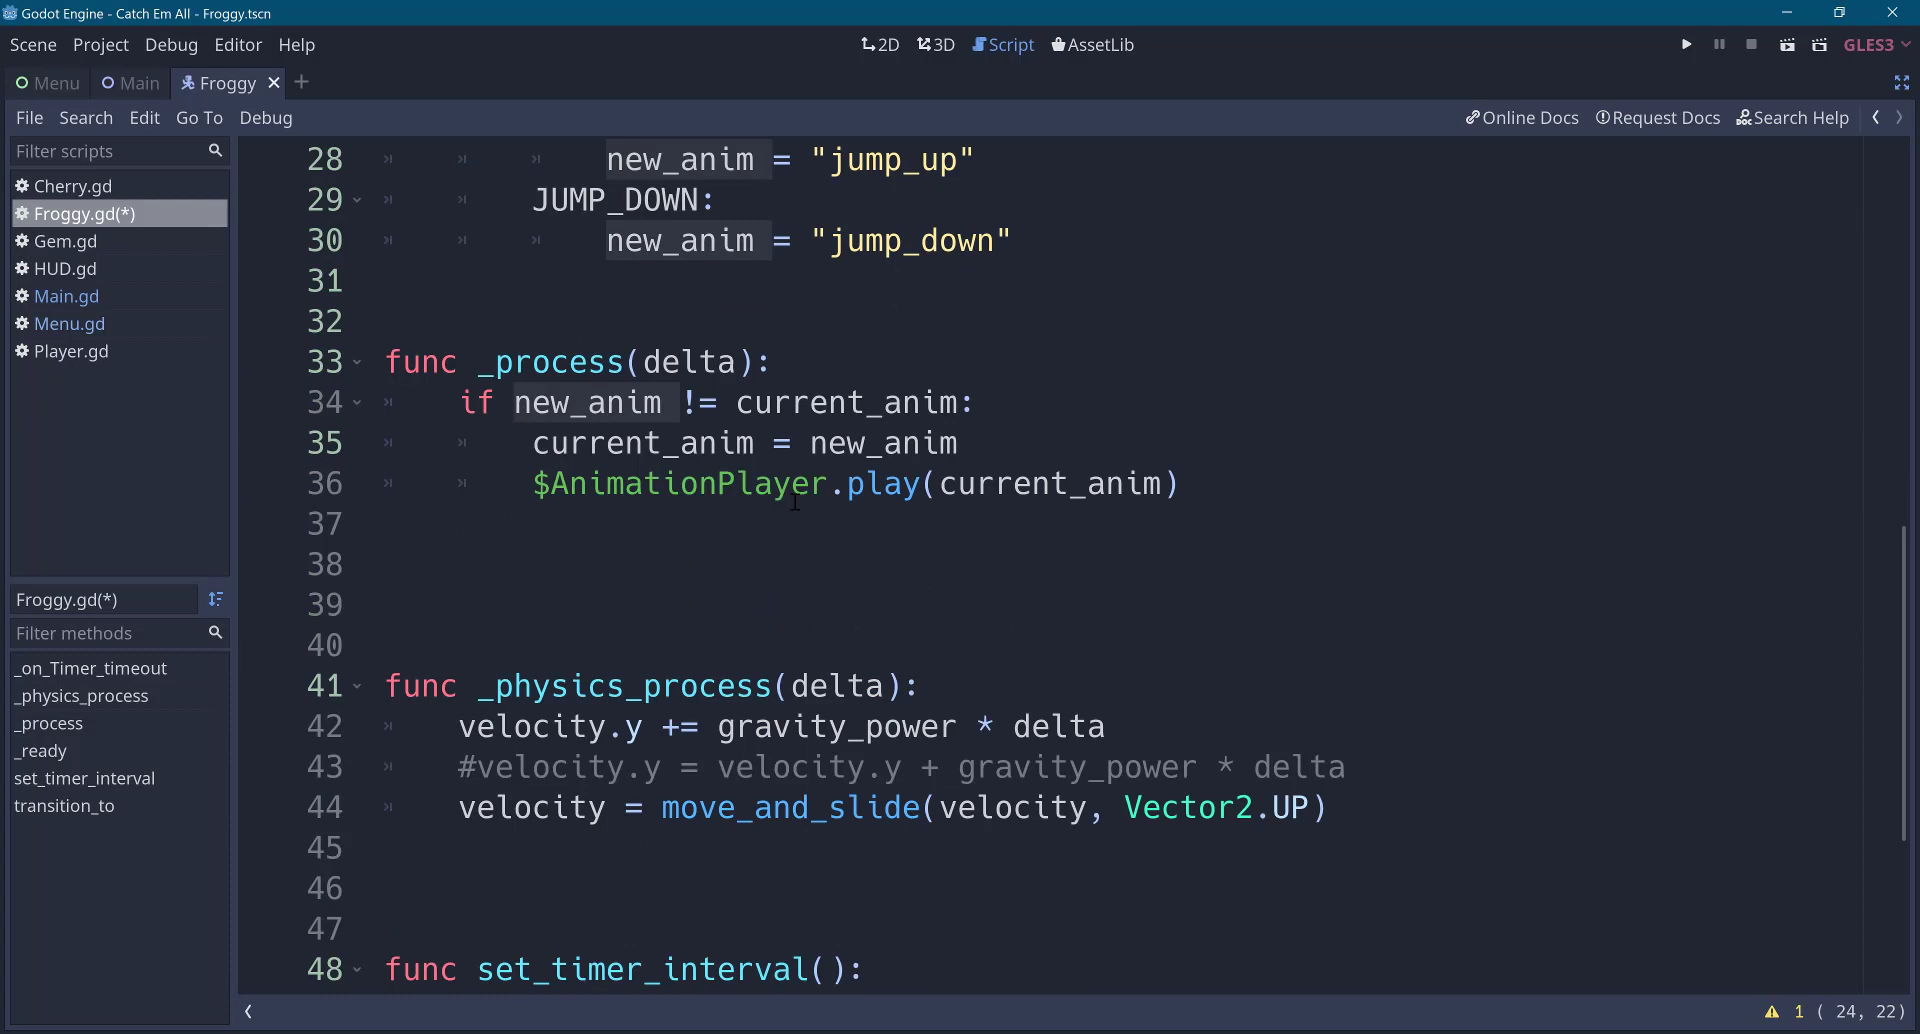 Godot Engine - Catch Em All - Froggy.tscn
Scene Project Debug Editor Help
2D 3D Script AssetLib
GLES3
Menu Main Froggy
File Search Edit Go To Debug
Online Docs Request Docs Search Help
Filter scripts
Cherry.gd
Froggy.gd(*)
Gem.gd
HUD.gd
Main.gd
Menu.gd
Player.gd
Froggy.gd(*)
Filter methods
_on_Timer_timeout
_physics_process
_process
_ready
set_timer_interval
transition_to
28 new_anim = "jump_up"
29 JUMP_DOWN:
30 new_anim = "jump_down"
31
32
33 func _process(delta):
34 if new_anim != current_anim:
35 current_anim = new_anim
36 $AnimationPlayer.play(current_anim)
37
38
39
40
41 func _physics_process(delta):
42 velocity.y += gravity_power * delta
43 #velocity.y = velocity.y + gravity_power * delta
44 velocity = move_and_slide(velocity, Vector2.UP)
45
46
47
48 func set_timer_interval():
1 ( 24, 22)